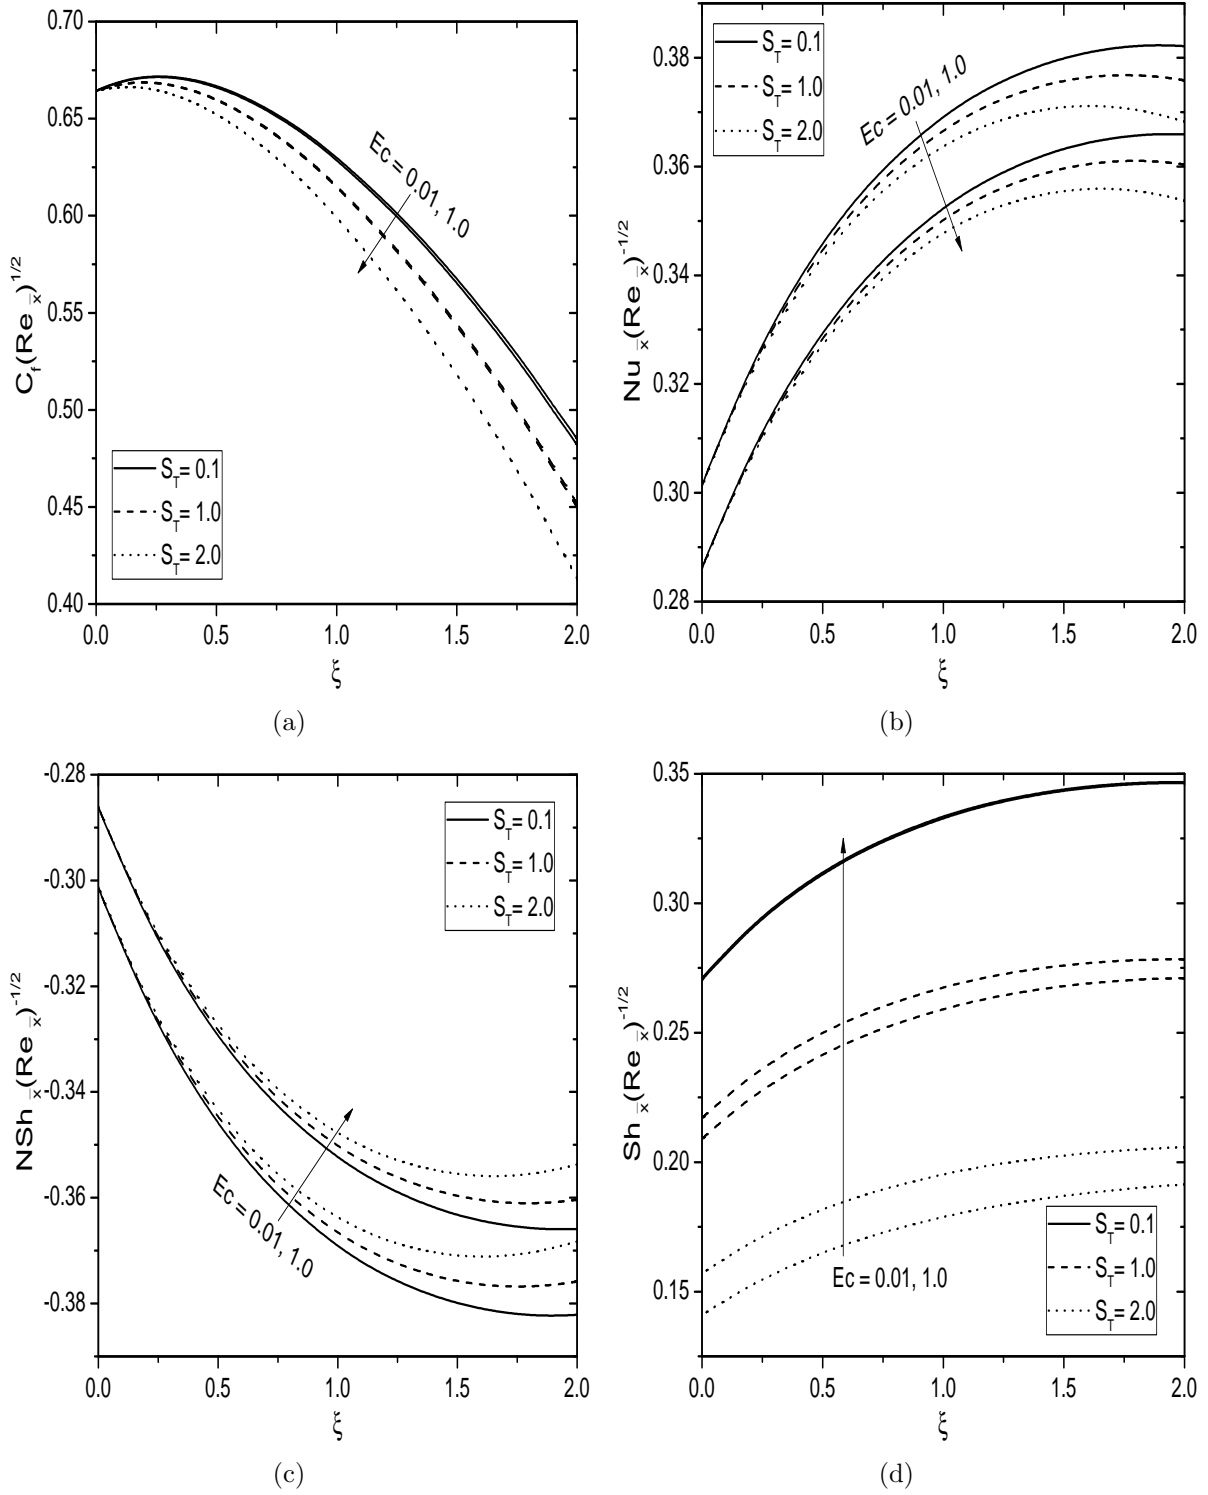 0.70
0.65
0.60
0.55
0.50
0.45
0.40
C_f(Re_x̄)^1/2
Ec = 0.01, 1.0
S_T= 0.1
S_T= 1.0
S_T= 2.0
0.0 0.5 1.0 1.5 2.0
ξ
(a)
0.38
0.36
0.34
0.32
0.30
0.28
Nu_x̄(Re_x̄)^-1/2
S_T= 0.1
S_T= 1.0
S_T= 2.0
Ec = 0.01, 1.0
0.0 0.5 1.0 1.5 2.0
ξ
(b)
-0.28
-0.30
-0.32
-0.34
-0.36
-0.38
NSh_x̄(Re_x̄)^-1/2
S_T= 0.1
S_T= 1.0
S_T= 2.0
Ec = 0.01, 1.0
0.0 0.5 1.0 1.5 2.0
ξ
(c)
0.35
0.30
0.25
0.20
0.15
Sh_x̄(Re_x̄)^-1/2
Ec = 0.01, 1.0
S_T= 0.1
S_T= 1.0
S_T= 2.0
0.0 0.5 1.0 1.5 2.0
ξ
(d)